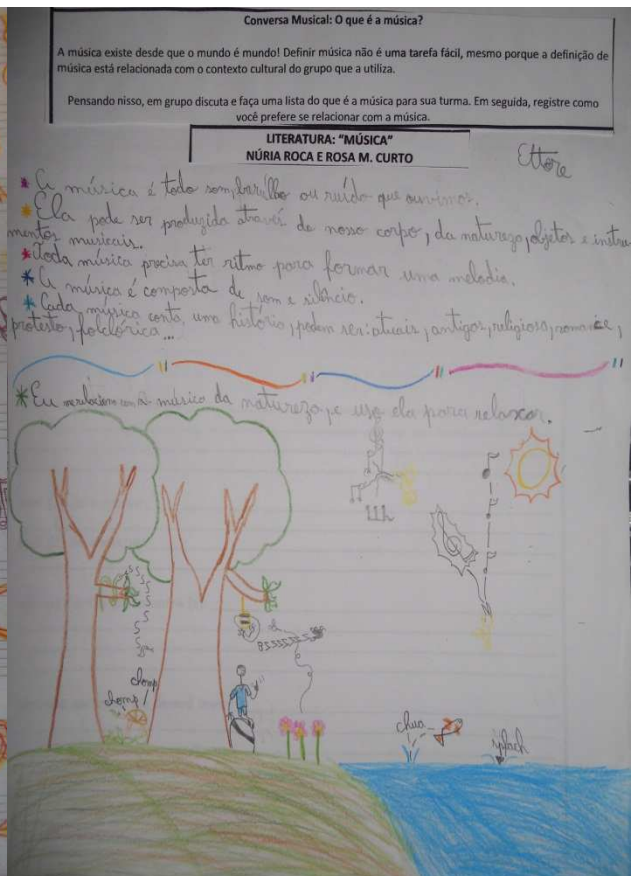 Conversa Musical: O que é a música?
A música existe desde que o mundo é mundo! Definir música não é uma tarefa fácil, mesmo porque a definição de
música está relacionada com o contexto cultural do grupo que a utiliza.
Pensando nisso, em grupo discuta e faça uma lista do que é a música para sua turma. Em seguida, registre como
você prefere se relacionar com a música.
LITERATURA: “MÚSICA”
NÚRIA ROCA E ROSA M. CURTO
Ettore
* A música é todo som, barulho ou ruído que ouvimos.
* Ela pode ser produzida através do nosso corpo, da natureza, objetos e instru-
mentos musicais.
* Toda música precisa ter ritmo para formar uma melodia.
* A música é composta de som e silêncio.
* Cada música conta uma história, podem ser: atuais, antigas, religiosa,
protesto, folclórica...
* Eu me relaciono com a música da natureza, e uso ela para relaxar.
chomp
chomp
chua
splach